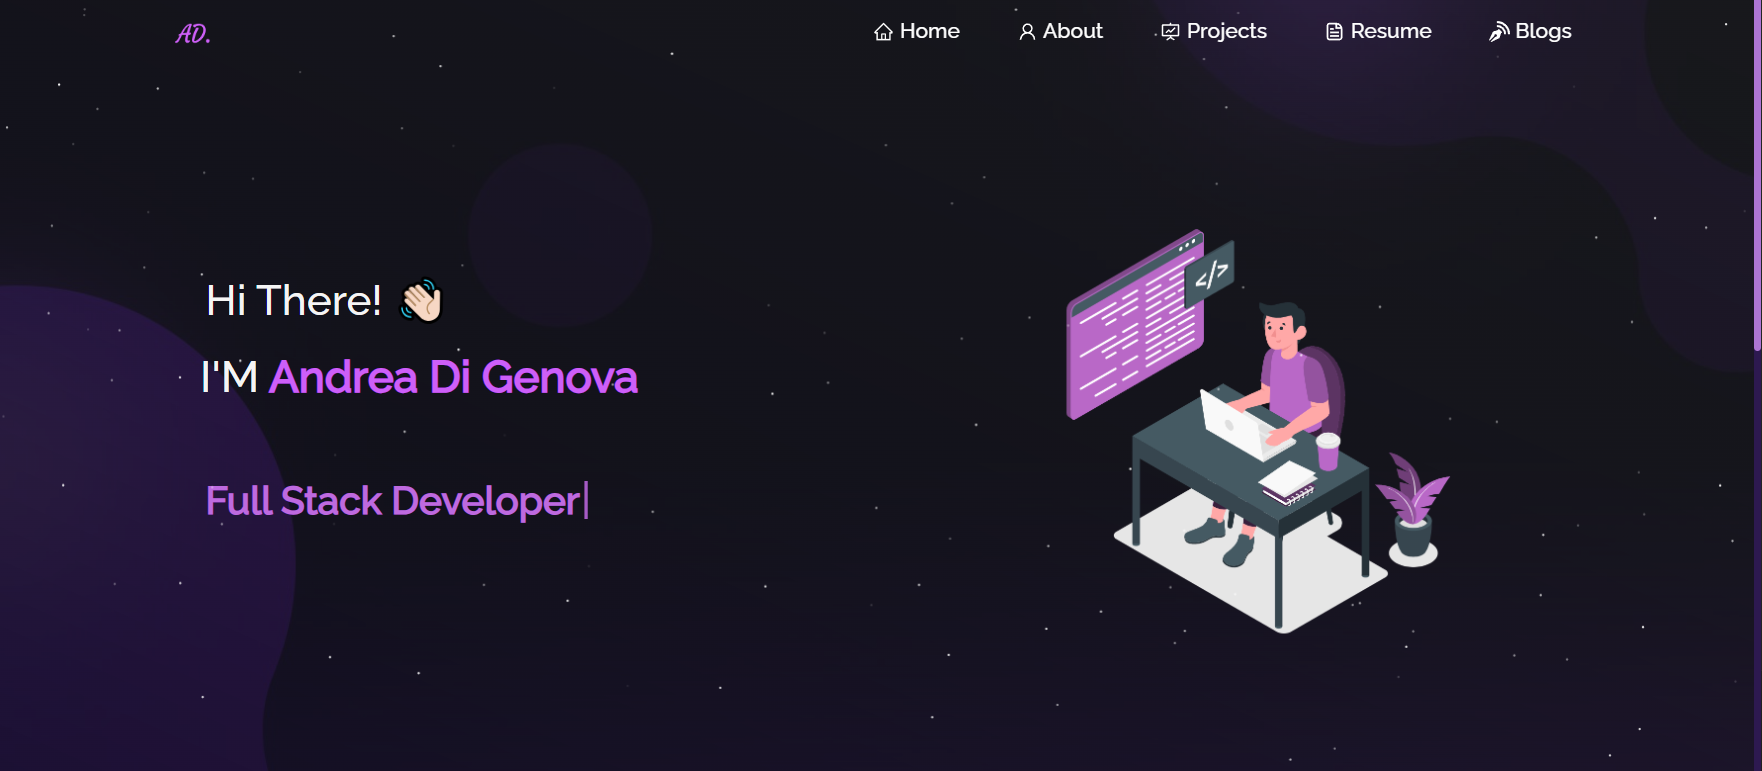 AD.
Home About Projects Resume Blogs
</>
Hi There! 👋🏻
I'M Andrea Di Genova
Full Stack Developer|